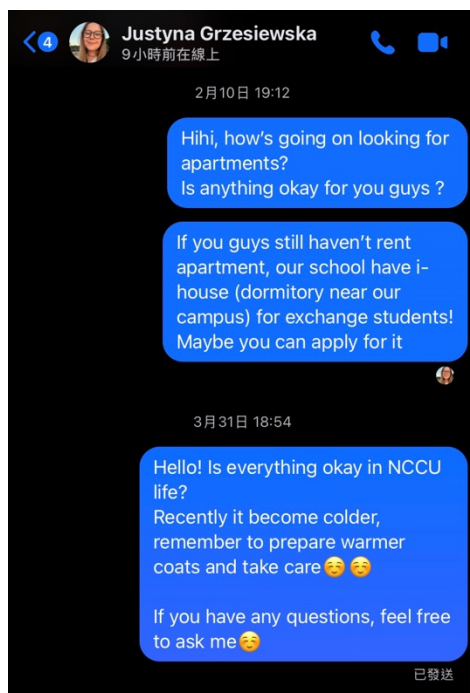 4
Justyna Grzesiewska
9小時前在線上
2月10日 19:12
Hihi, how's going on looking for
apartments?
Is anything okay for you guys ?
If you guys still haven't rent
apartment, our school have i-
house (dormitory near our
campus) for exchange students!
Maybe you can apply for it
3月31日 18:54
Hello! Is everything okay in NCCU
life?
Recently it become colder,
remember to prepare warmer
coats and take care☺️☺️
If you have any questions, feel free
to ask me☺️
已發送